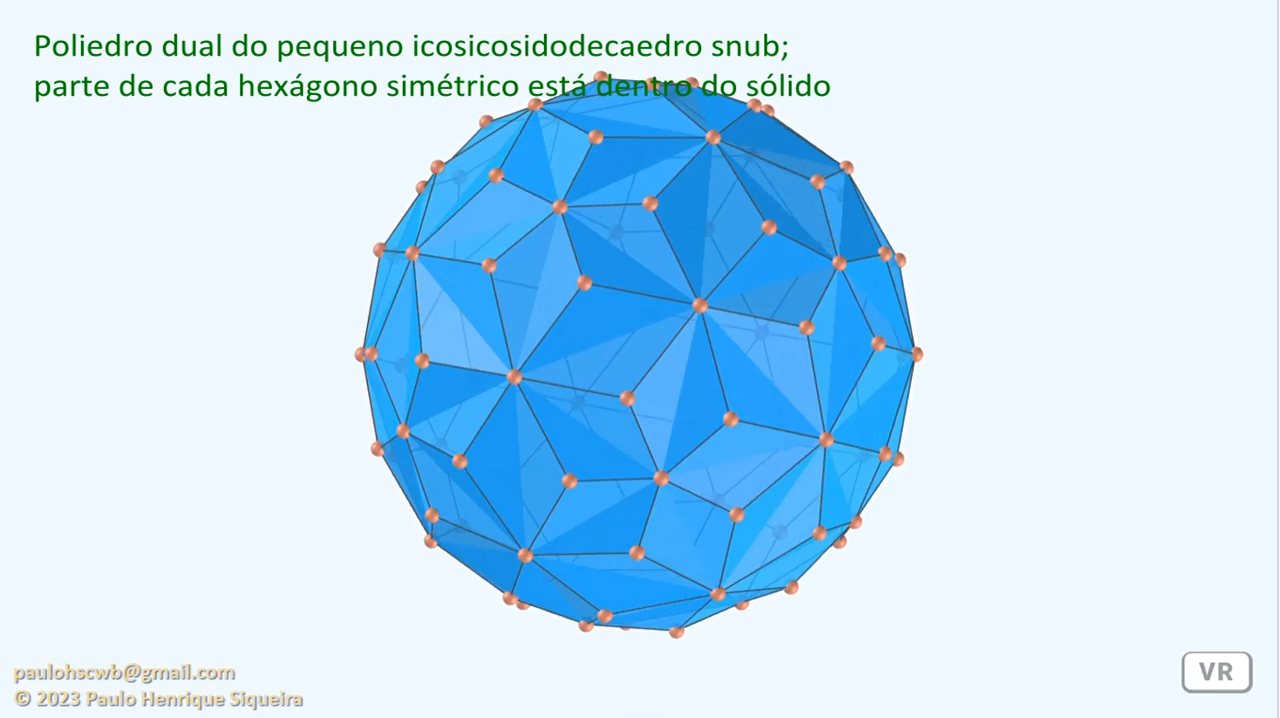 Poliedro dual do pequeno icosicosidodecaedro snub;
parte de cada hexágono simétrico está dentro do sólido
paulohscwb@gmail.com
© 2023 Paulo Henrique Siqueira
VR